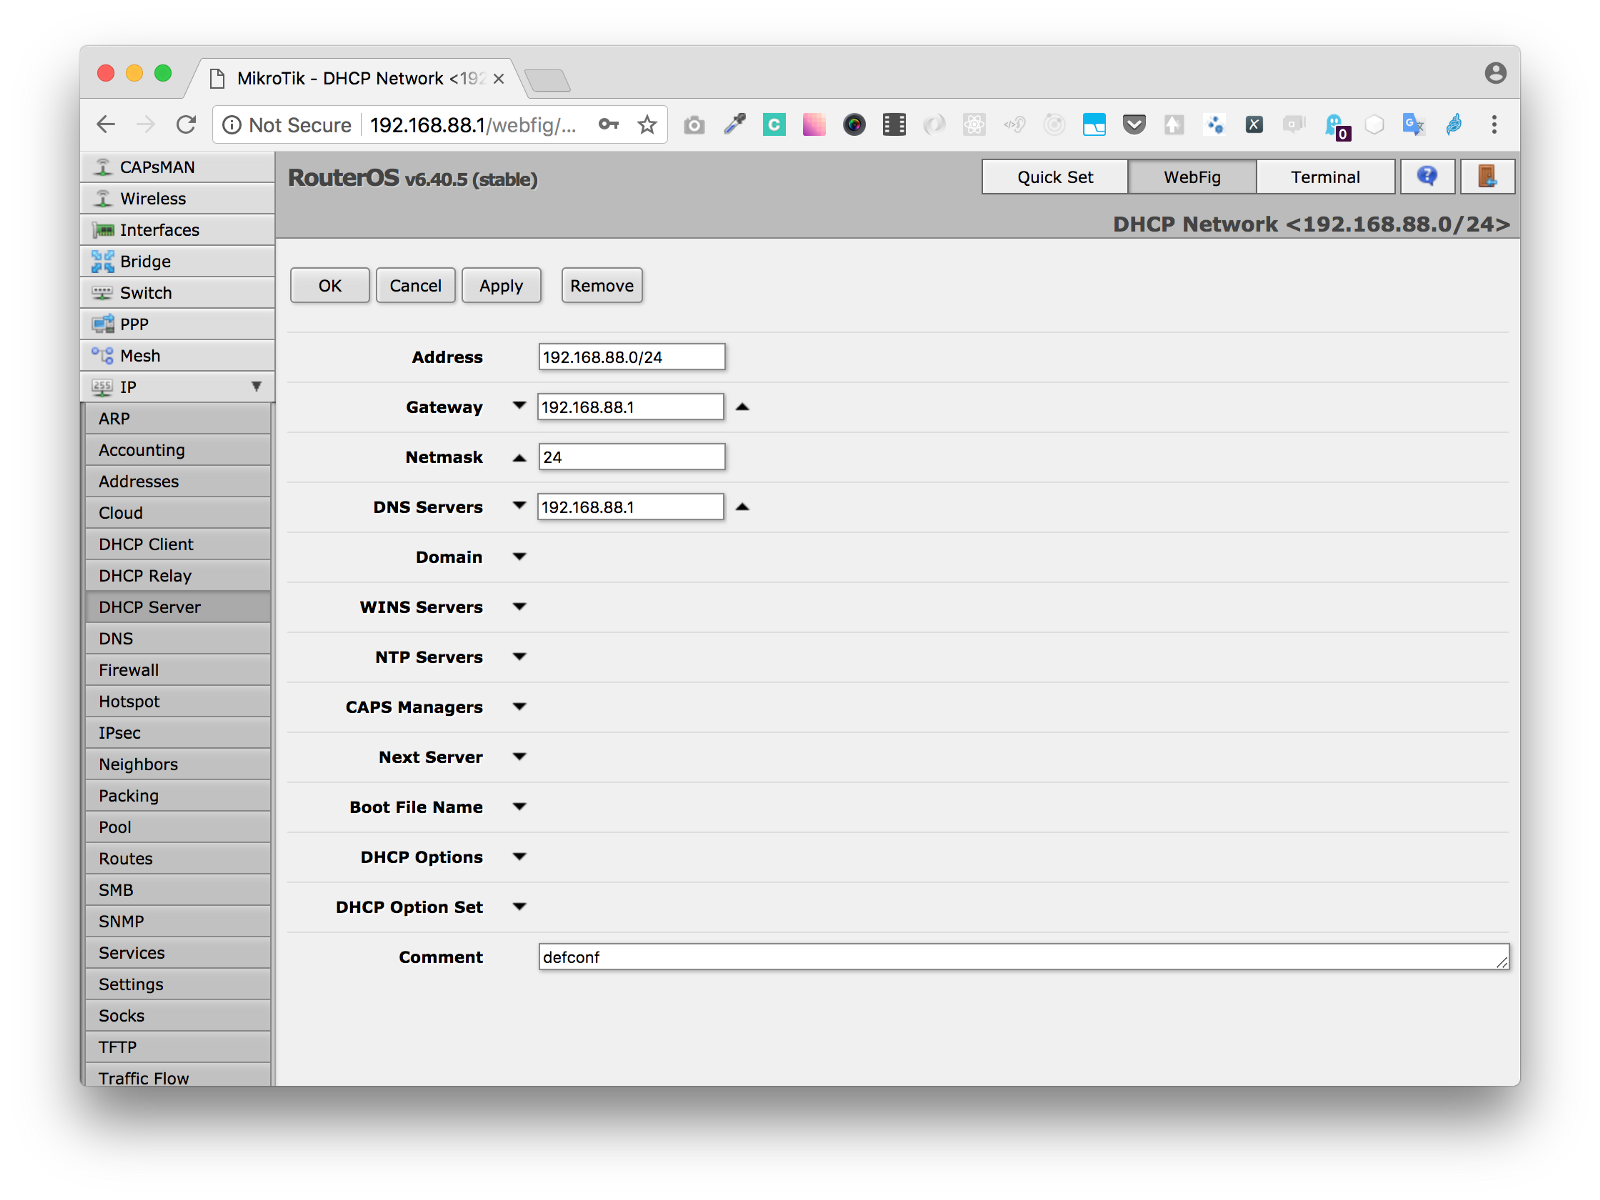 MikroTik - DHCP Network <192
Not Secure 192.168.88.1/webfig/...
C
X
0
G
CAPsMAN
Wireless
Interfaces
Bridge
Switch
PPP
Mesh
255
IP
ARP
Accounting
Addresses
Cloud
DHCP Client
DHCP Relay
DHCP Server
DNS
Firewall
Hotspot
IPsec
Neighbors
Packing
Pool
Routes
SMB
SNMP
Services
Settings
Socks
TFTP
Traffic Flow
RouterOS v6.40.5 (stable)
Quick Set WebFig Terminal ?
DHCP Network <192.168.88.0/24>
OK Cancel Apply Remove
Address 192.168.88.0/24
Gateway 192.168.88.1
Netmask 24
DNS Servers 192.168.88.1
Domain
WINS Servers
NTP Servers
CAPS Managers
Next Server
Boot File Name
DHCP Options
DHCP Option Set
Comment defconf